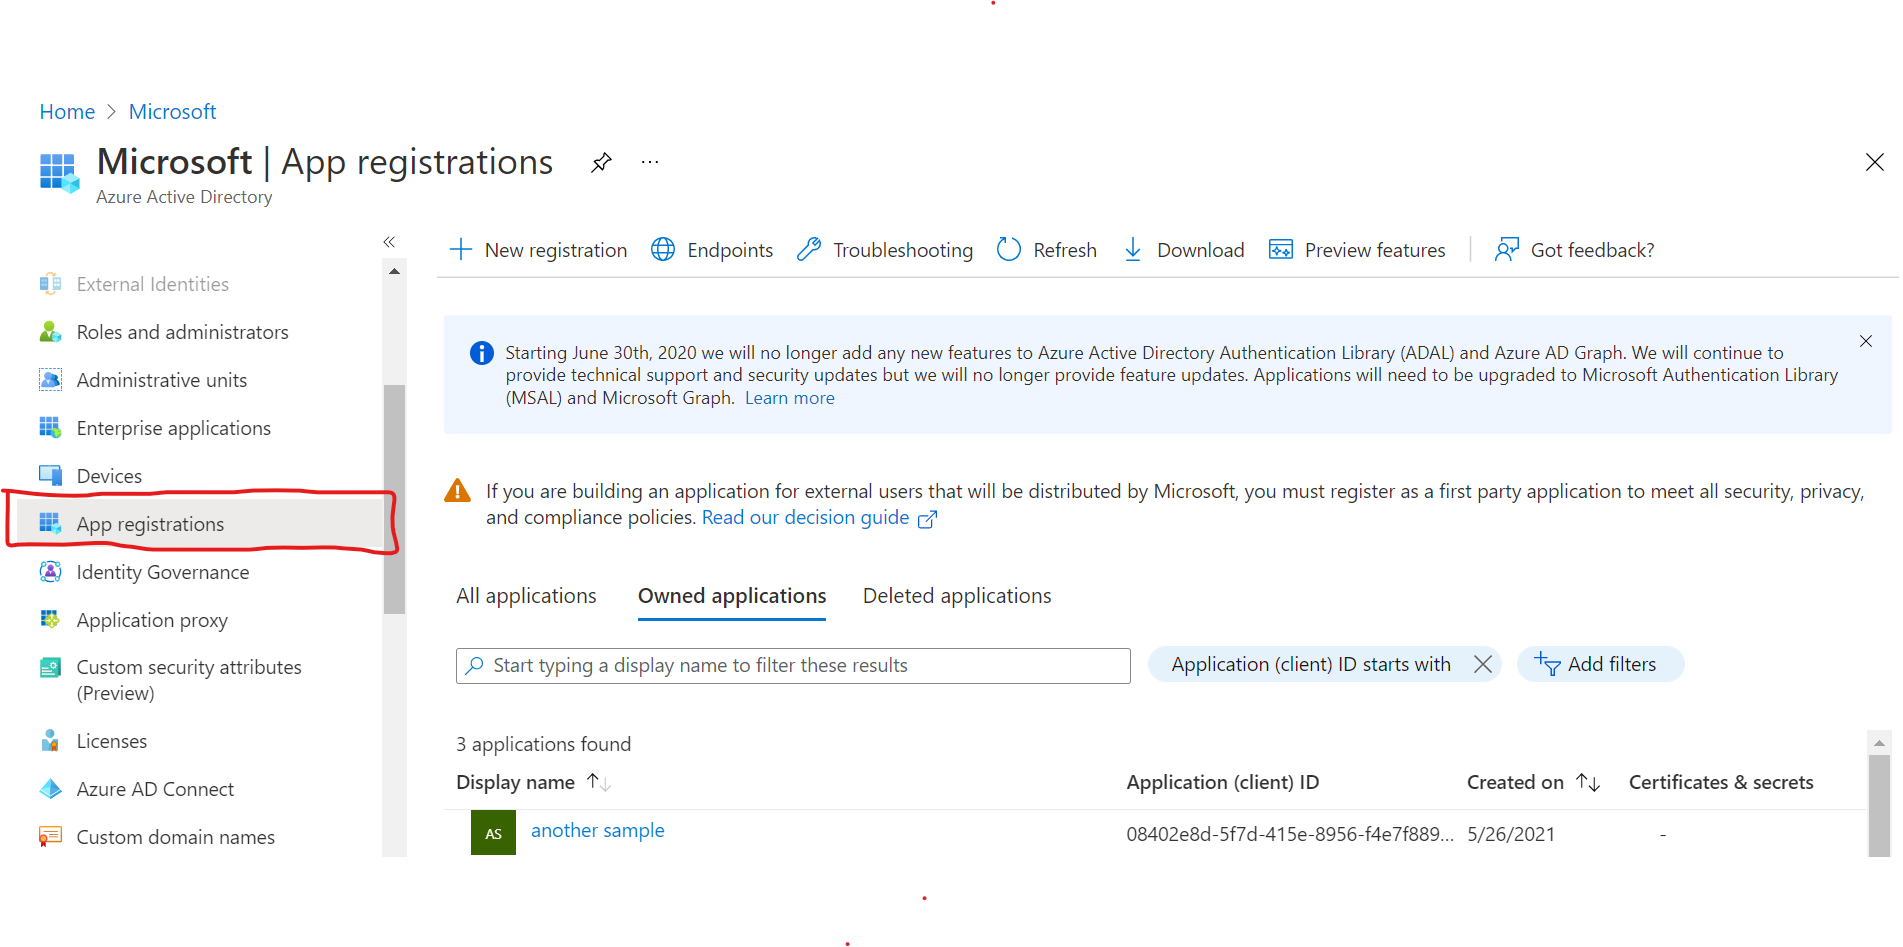 Home > Microsoft
Microsoft | App registrations ...
Azure Active Directory
«
External Identities
Roles and administrators
Administrative units
Enterprise applications
Devices
App registrations
Identity Governance
Application proxy
Custom security attributes
(Preview)
Licenses
Azure AD Connect
Custom domain names
New registration Endpoints Troubleshooting Refresh Download Preview features Got feedback?
Starting June 30th, 2020 we will no longer add any new features to Azure Active Directory Authentication Library (ADAL) and Azure AD Graph. We will continue to
provide technical support and security updates but we will no longer provide feature updates. Applications will need to be upgraded to Microsoft Authentication Library
(MSAL) and Microsoft Graph. Learn more
If you are building an application for external users that will be distributed by Microsoft, you must register as a first party application to meet all security, privacy,
and compliance policies. Read our decision guide
All applications Owned applications Deleted applications
Start typing a display name to filter these results Application (client) ID starts with Add filters
3 applications found
Display name Application (client) ID Created on Certificates & secrets
AS another sample 08402e8d-5f7d-415e-8956-f4e7f889... 5/26/2021 -